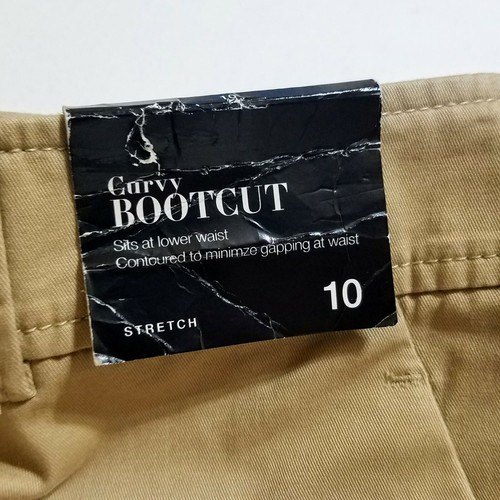 Curvy
BOOTCUT
Sits at lower waist
Contoured to minimze gapping at waist
10
STRETCH